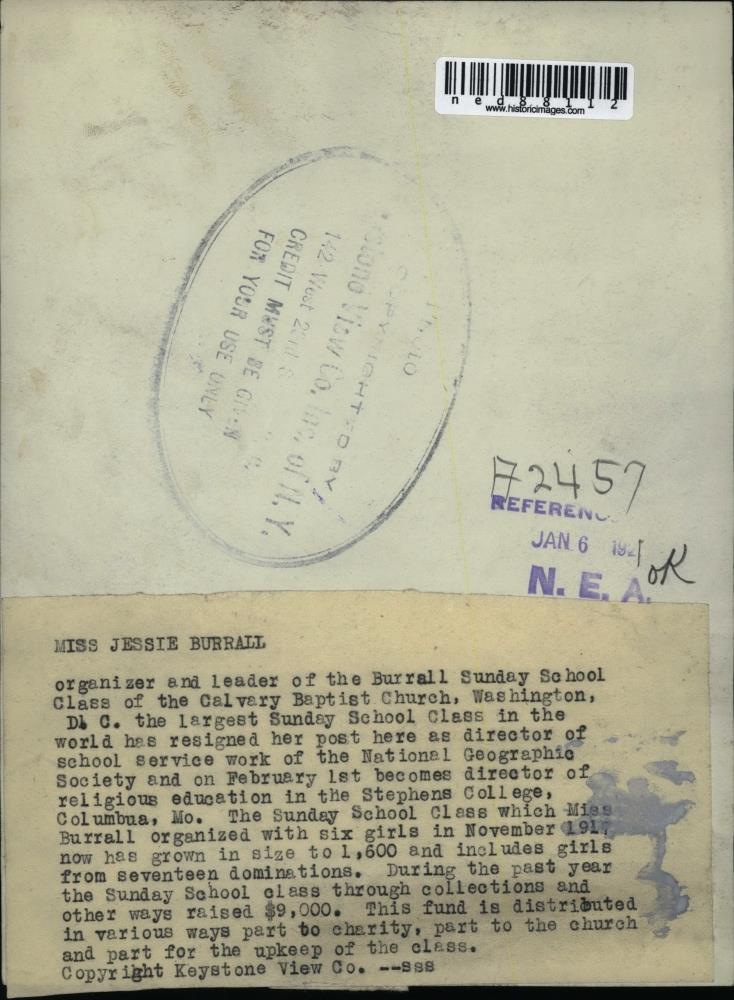 ned88112
www.historicimages.com
PHOTO
COPYRIGHTED BY
View Co. Inc. of N. Y.
142 West
CREDIT MUST BE GIVEN
FOR YOUR USE ONLY
A2457
JAN 6
OK
N. E. A.
MISS JESSIE BURRALL
organizer and leader of the Burrall Sunday School
Class of the Calvary Baptist Church, Washington,
D. C. the largest Sunday School Class in the
world has resigned her post here as director of
school service work of the National Geographic
Society and on February 1st becomes director of
religious education in the Stephens College,
Columbua, Mo. The Sunday School Class which Miss
Burrall organized with six girls in November 1917
now has grown in size to 1,600 and includes girls
from seventeen dominations. During the past year
the Sunday School class through collections and
other ways raised $9,000. This fund is distributed
in various ways part to charity, part to the church
and part for the upkeep of the class.
Copyright Keystone View Co. --sss